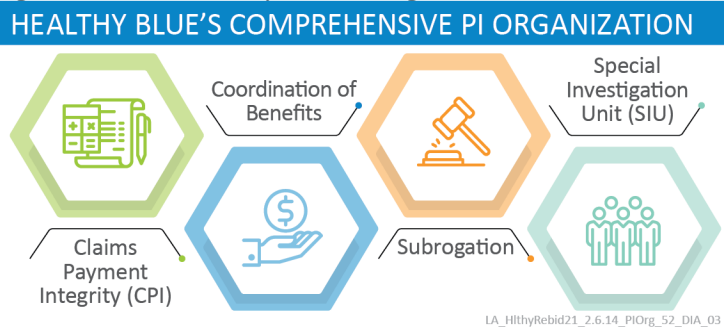 HEALTHY BLUE'S COMPREHENSIVE PI ORGANIZATION
Claims
Payment
Integrity (CPI)
Coordination of
Benefits
Subrogation
Special
Investigation
Unit (SIU)
LA_HlthyRebid21_2.6.14_PIOrg_52_DIA_03